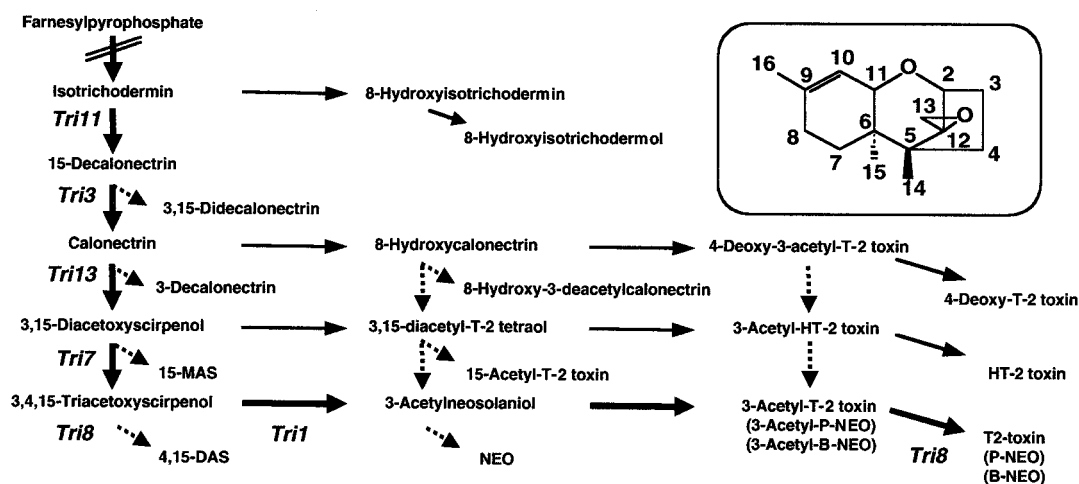 Farnesylpyrophosphate
Isotrichodermin
8-Hydroxyisotrichodermin
Tri11
8-Hydroxyisotrichodermol
15-Decalonectrin
Tri3
3,15-Didecalonectrin
Calonectrin
8-Hydroxycalonectrin
4-Deoxy-3-acetyl-T-2 toxin
Tri13
3-Decalonectrin
8-Hydroxy-3-deacetylcalonectrin
4-Deoxy-T-2 toxin
3,15-Diacetoxyscirpenol
3,15-diacetyl-T-2 tetraol
3-Acetyl-HT-2 toxin
Tri7
15-MAS
15-Acetyl-T-2 toxin
HT-2 toxin
3,4,15-Triacetoxyscirpenol
3-Acetylneosolaniol
3-Acetyl-T-2 toxin
(3-Acetyl-P-NEO)
(3-Acetyl-B-NEO)
Tri8
Tri1
4,15-DAS
NEO
Tri8
T2-toxin
(P-NEO)
(B-NEO)
16
9
10
11
O
2
3
13
O
12
8
7
6
5
4
15
14